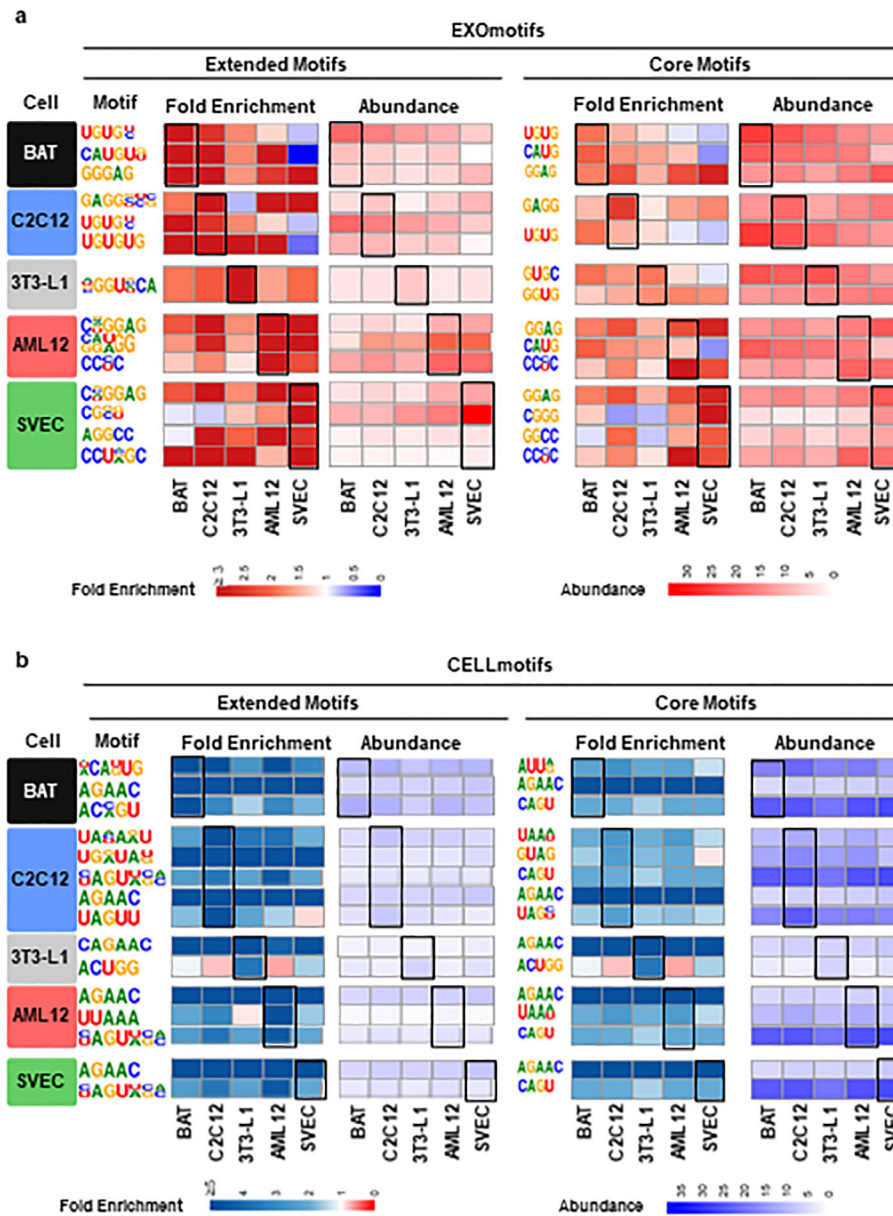 a
EXOmotifs
Extended Motifs Core Motifs
Cell Motif Fold Enrichment Abundance Fold Enrichment Abundance
BAT
GGGAG
UGUG
CAUG
GGAG
C2C12
UGUGUG
GAGG
UGUG
3T3-L1
GUGC
GGUG
AML12
GGAG
CAUG
SVEC
AGGCC
GGAG
CGGG
GGCC
BAT C2C12 3T3-L1 AML12 SVEC BAT C2C12 3T3-L1 AML12 SVEC BAT C2C12 3T3-L1 AML12 SVEC BAT C2C12 3T3-L1 AML12 SVEC
Fold Enrichment ≥ 3 2.5 2 1.5 1 0.5 0 Abundance 30 25 20 15 10 5 0
b
CELLmotifs
Extended Motifs Core Motifs
Cell Motif Fold Enrichment Abundance Fold Enrichment Abundance
BAT
AGAAC
AGAAC
CAGU
C2C12
AGAAC
UAGUU
GUAG
CAGU
AGAAC
3T3-L1
CAGAAC
ACUGG
AGAAC
ACUGG
AML12
AGAAC
UUAAA
AGAAC
CAGU
SVEC
AGAAC
AGAAC
CAGU
BAT C2C12 3T3-L1 AML12 SVEC BAT C2C12 3T3-L1 AML12 SVEC BAT C2C12 3T3-L1 AML12 SVEC BAT C2C12 3T3-L1 AML12 SVEC
Fold Enrichment 4 3 2 1 0 Abundance 35 30 25 20 15 10 5 0